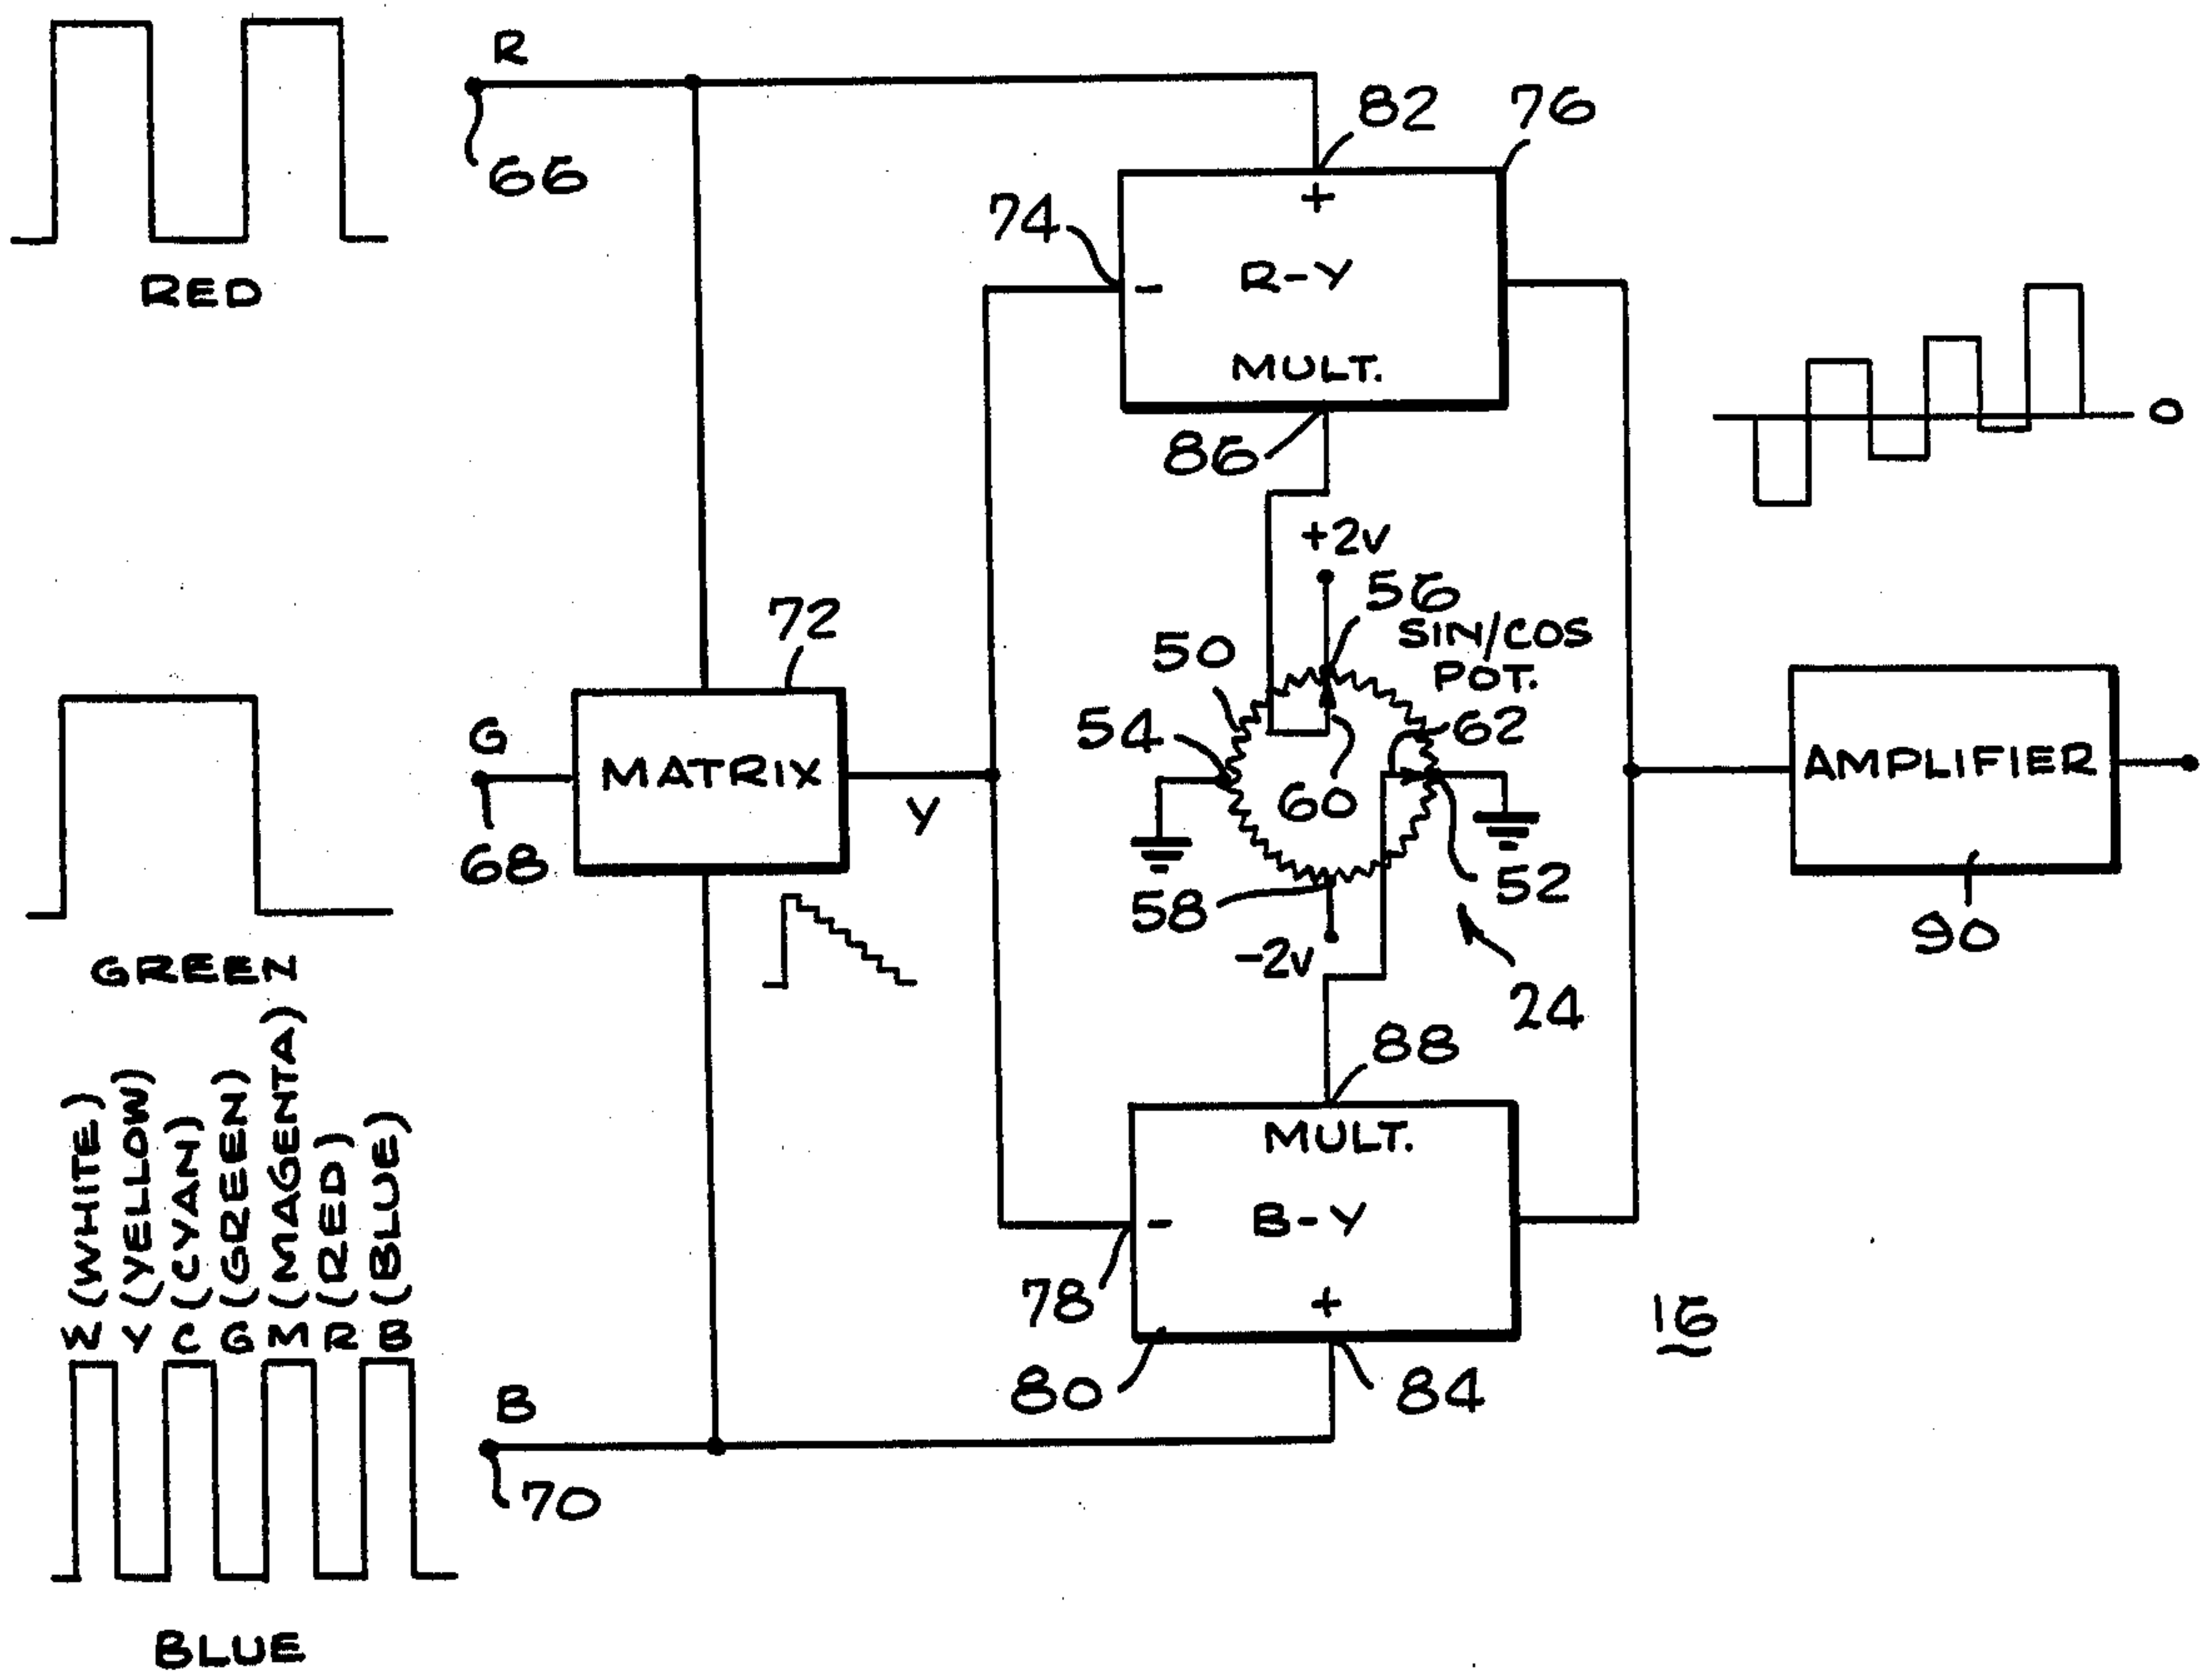 R
66
RED
82
76
+
74
- R-Y
MULT.
86
O
+2V
56
SIN/COS
POT.
50
62
54
60
52
58
-2V
24
72
G
MATRIX
Y
68
AMPLIFIER
90
GREEN
W (WHITE)
Y (YELLOW)
C (CYAN)
G (GREEN)
M (MAGENTA)
R (RED)
B (BLUE)
88
MULT.
- B-Y
+
78
80
84
16
B
70
BLUE